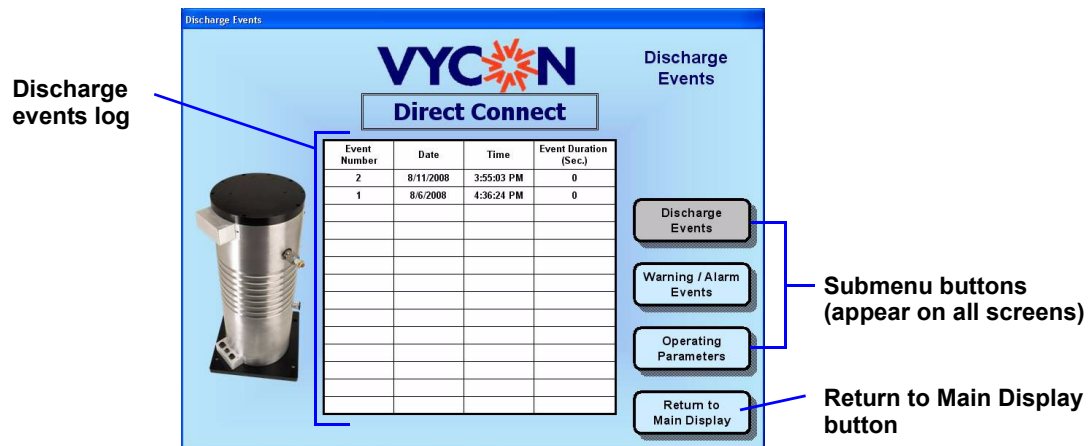 Discharge Events
VYCON
Discharge
Events
Direct Connect
Discharge
events log
Event
Number
Date
Time
Event Duration
(Sec.)
2 8/11/2008 3:55:03 PM 0
1 8/6/2008 4:36:24 PM 0
Discharge
Events
Warning / Alarm
Events
Operating
Parameters
Return to
Main Display
Submenu buttons
(appear on all screens)
Return to Main Display
button